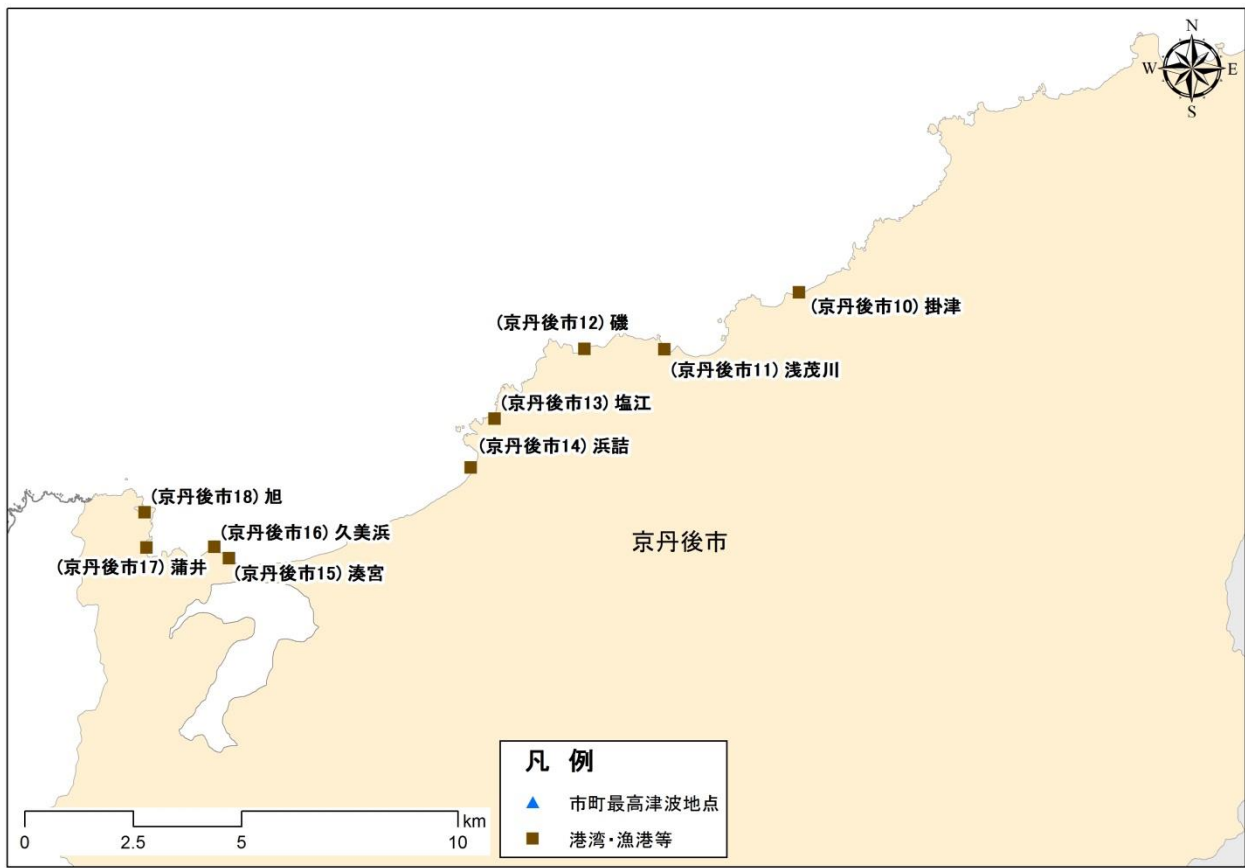 N
W
E
S
(京丹後市10) 掛津
(京丹後市12) 磯
(京丹後市11) 浅茂川
(京丹後市13) 塩江
(京丹後市14) 浜詰
(京丹後市18) 旭
(京丹後市16) 久美浜
(京丹後市17) 蒲井
(京丹後市15) 湊宮
京丹後市
凡 例
市町最高津波地点
港湾・漁港等
km
0
2.5
5
10